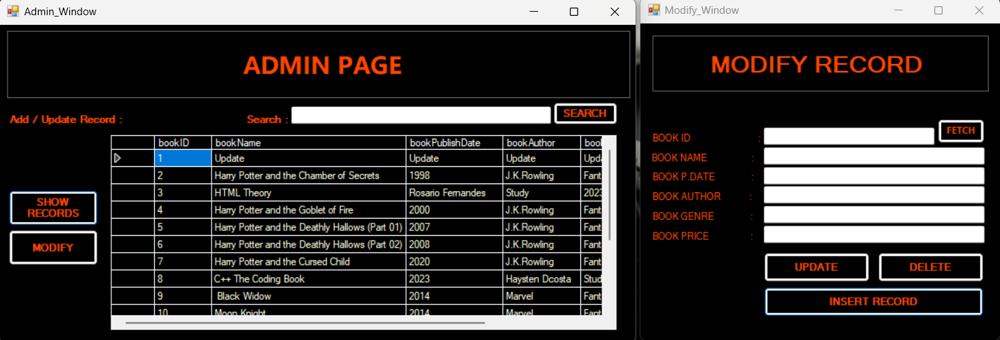 Admin_Window
ADMIN PAGE
Add / Update Record :
Search :
SEARCH
SHOW
RECORDS
MODIFY
bookID bookName bookPublishDate bookAuthor
1 Update Update Update
2 Harry Potter and the Chamber of Secrets 1998 J.K.Rowling Fant
3 HTML Theory Rosario Fernandes Study 2023
4 Harry Potter and the Goblet of Fire 2000 J.K.Rowling Fant
5 Harry Potter and the Deathly Hallows (Part 01) 2007 J.K.Rowling Fant
6 Harry Potter and the Deathly Hallows (Part 02) 2008 J.K.Rowling Fant
7 Harry Potter and the Cursed Child 2020 J.K.Rowling Fant
8 C++ The Coding Book 2023 Haysten Dcosta Stud
9 Black Widow 2014 Marvel Fant
10 Moon Knight 2014 Marvel Fant
Modify_Window
MODIFY RECORD
BOOK ID :
FETCH
BOOK NAME :
BOOK P.DATE :
BOOK AUTHOR :
BOOK GENRE :
BOOK PRICE :
UPDATE DELETE
INSERT RECORD